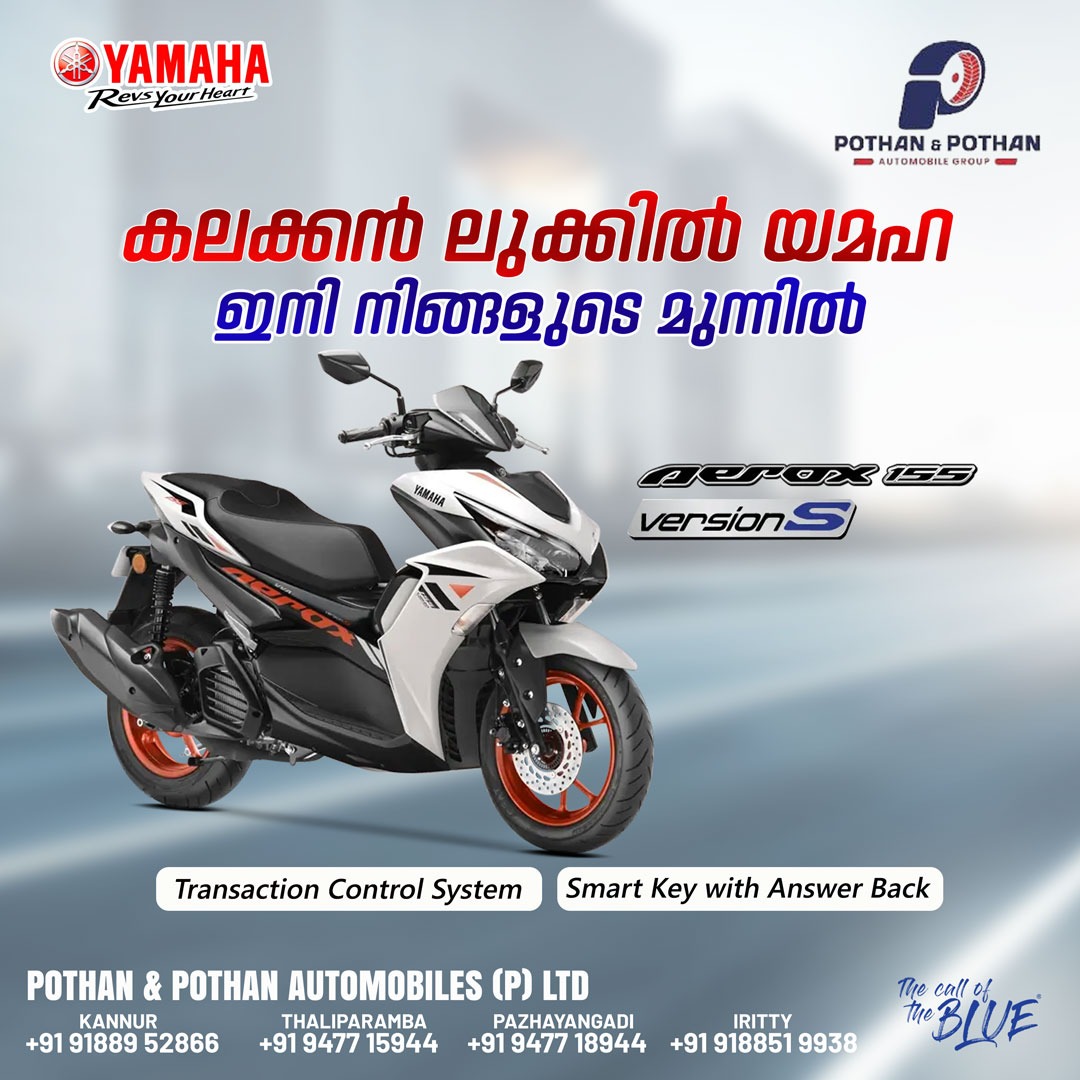 YAMAHA
Revs Your Heart
POTHAN & POTHAN
AUTOMOBILE GROUP
കലക്കൻ ലുക്കിൽ യമഹ
ഇനി നിങ്ങളുടെ മുന്നിൽ
Aerox 155
version S
YAMAHA
Aerox
Transaction Control System
Smart Key with Answer Back
POTHAN & POTHAN AUTOMOBILES (P) LTD
KANNUR THALIPARAMBA PAZHAYANGADI IRITTY
+91 91889 52866 +91 9477 15944 +91 9477 18944 +91 918851 9938
The call of
the BLUE